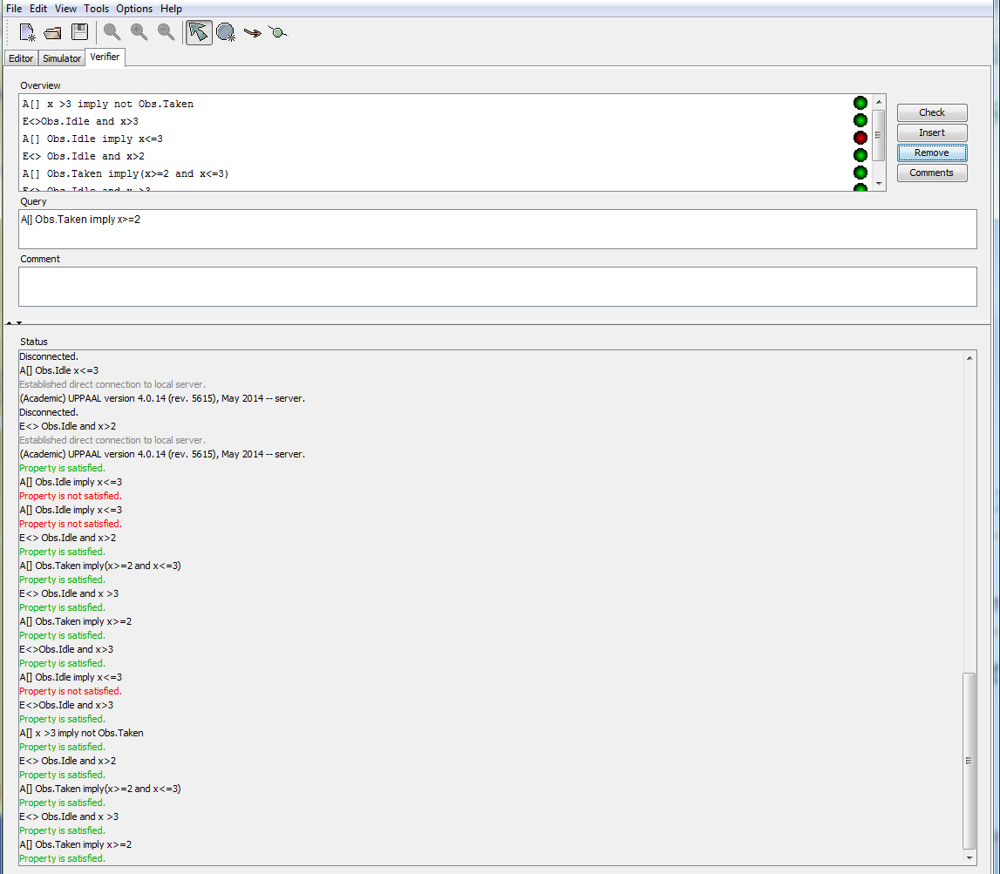 File Edit View Tools Options Help
Editor Simulator Verifier
Overview
A[] x >3 imply not Obs.Taken
E<>Obs.Idle and x>3
A[] Obs.Idle imply x<=3
E<> Obs.Idle and x>2
A[] Obs.Taken imply(x>=2 and x<=3)
E<> Obs.Idle and x >3
Check
Insert
Remove
Comments
Query
A[] Obs.Taken imply x>=2
Comment
Status
Disconnected.
A[] Obs.Idle x<=3
Established direct connection to local server.
(Academic) UPPAAL version 4.0.14 (rev. 5615), May 2014 -- server.
Disconnected.
E<> Obs.Idle and x>2
Established direct connection to local server.
(Academic) UPPAAL version 4.0.14 (rev. 5615), May 2014 -- server.
Property is satisfied.
A[] Obs.Idle imply x<=3
Property is not satisfied.
A[] Obs.Idle imply x<=3
Property is not satisfied.
E<> Obs.Idle and x>2
Property is satisfied.
A[] Obs.Taken imply(x>=2 and x<=3)
Property is satisfied.
E<> Obs.Idle and x >3
Property is satisfied.
A[] Obs.Taken imply x>=2
Property is satisfied.
E<>Obs.Idle and x>3
Property is satisfied.
A[] Obs.Idle imply x<=3
Property is not satisfied.
E<>Obs.Idle and x>3
Property is satisfied.
A[] x >3 imply not Obs.Taken
Property is satisfied.
E<> Obs.Idle and x>2
Property is satisfied.
A[] Obs.Taken imply(x>=2 and x<=3)
Property is satisfied.
E<> Obs.Idle and x >3
Property is satisfied.
A[] Obs.Taken imply x>=2
Property is satisfied.